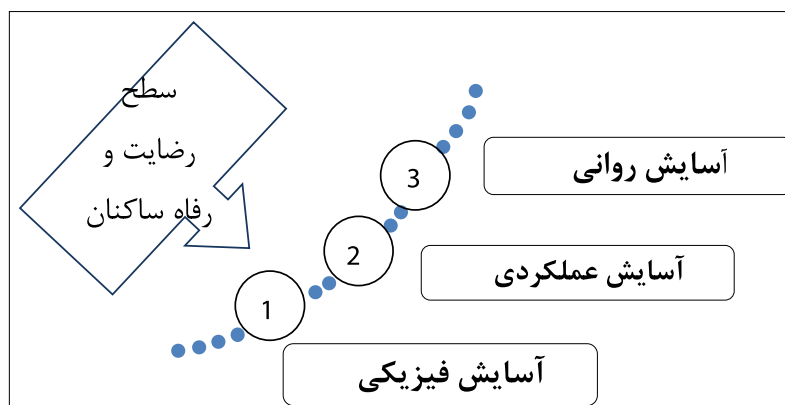 سطح
رضایت و
رفاه ساکنان
3
آسایش روانی
2
آسایش عملکردی
1
آسایش فیزیکی